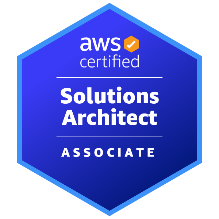 aws
certified
Solutions
Architect
ASSOCIATE